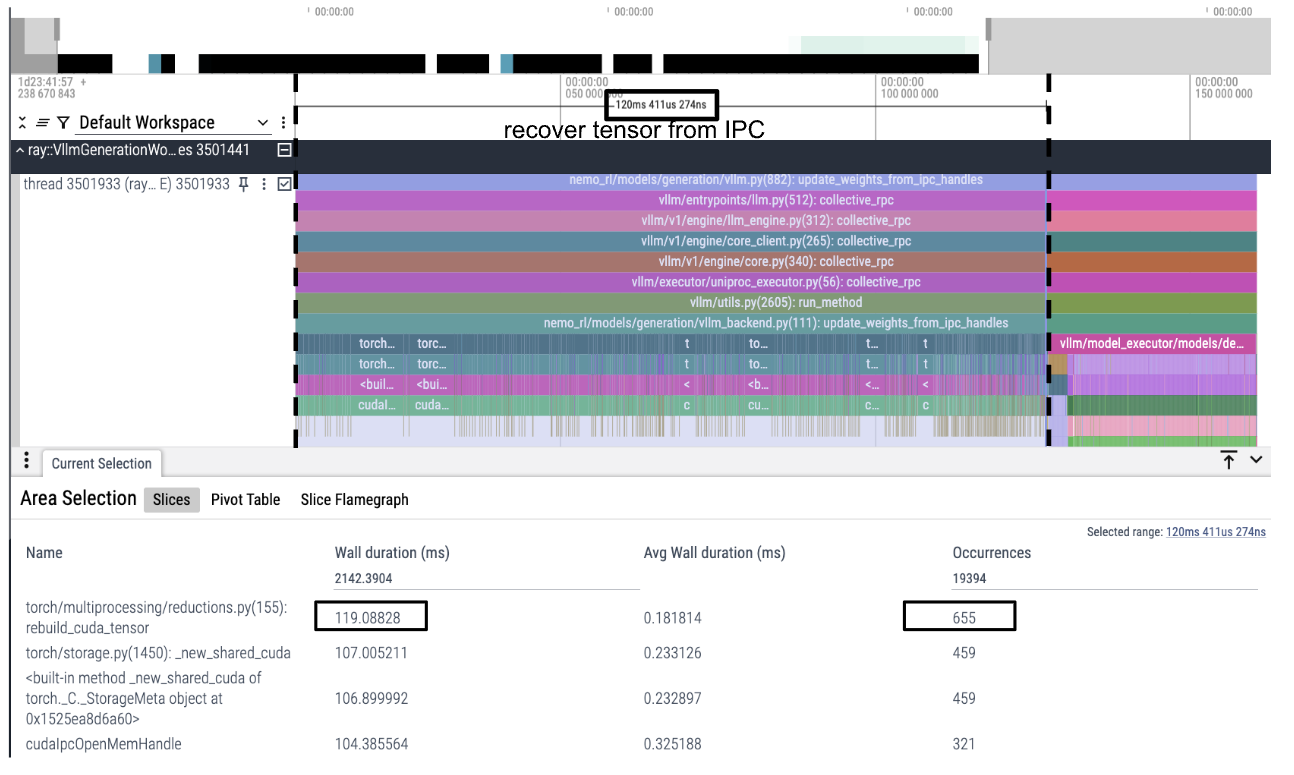 00:00:00 00:00:00 00:00:00 00:00:00
1d23:41:57 + 00:00:00 00:00:00 00:00:00
238 670 843 050 000 100 000 000 150 000 000
120ms 411us 274ns
Default Workspace
recover tensor from IPC
ray::VllmGenerationWo...es 3501441
thread 3501933 (ray... E) 3501933
nemo_rl/models/generation/vllm.py(882): update_weights_from_ipc_handles
vllm/entrypoints/llm.py(512): collective_rpc
vllm/v1/engine/llm_engine.py(312): collective_rpc
vllm/v1/engine/core_client.py(265): collective_rpc
vllm/v1/engine/core.py(340): collective_rpc
vllm/executor/uniproc_executor.py(56): collective_rpc
vllm/utils.py(2605): run_method
nemo_rl/models/generation/vllm_backend.py(111): update_weights_from_ipc_handles
torch... torc... t to... t... t vllm/model_executor/models/de...
torch... torc... t to... t... t
<buil... <bui... < <b... <... <
cudaI... cuda... c cu... c... c
Current Selection
Area Selection Slices Pivot Table Slice Flamegraph
Selected range: 120ms 411us 274ns
Name Wall duration (ms) Avg Wall duration (ms) Occurrences
2142.3904 19394
torch/multiprocessing/reductions.py(155):
rebuild_cuda_tensor 119.08828 0.181814 655
torch/storage.py(1450): _new_shared_cuda 107.005211 0.233126 459
<built-in method _new_shared_cuda of
torch._C._StorageMeta object at 106.899992 0.232897 459
0x1525ea8d6a60>
cudaIpcOpenMemHandle 104.385564 0.325188 321